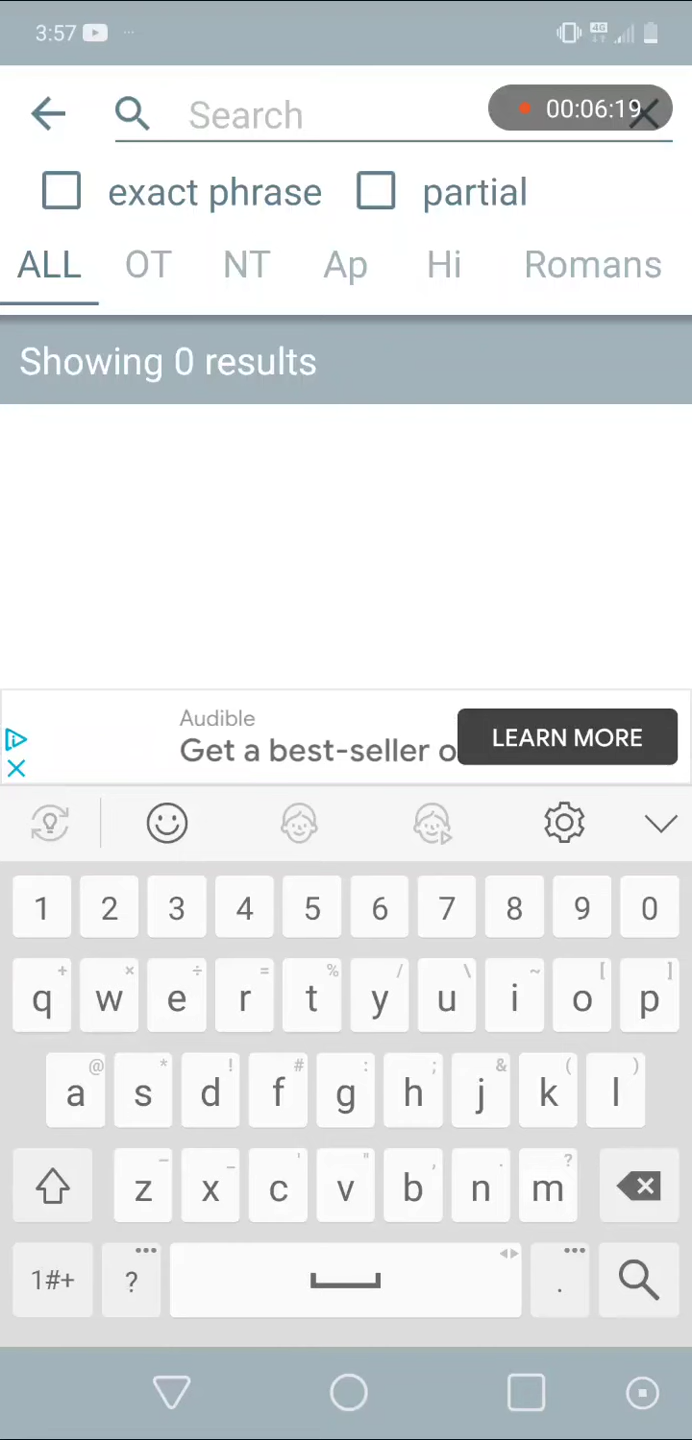 3:57 ... 4G
Search 00:06:19
exact phrase partial
ALL OT NT Ap Hi Romans
Showing 0 results
Audible
Get a best-seller o
LEARN MORE
1 2 3 4 5 6 7 8 9 0
+ × ÷ = % / \ ~ [ ]
q w e r t y u i o p
@ * ! # : ; & ( )
a s d f g h j k l
– _ ' " , . ?
z x c v b n m
1#+ ? .